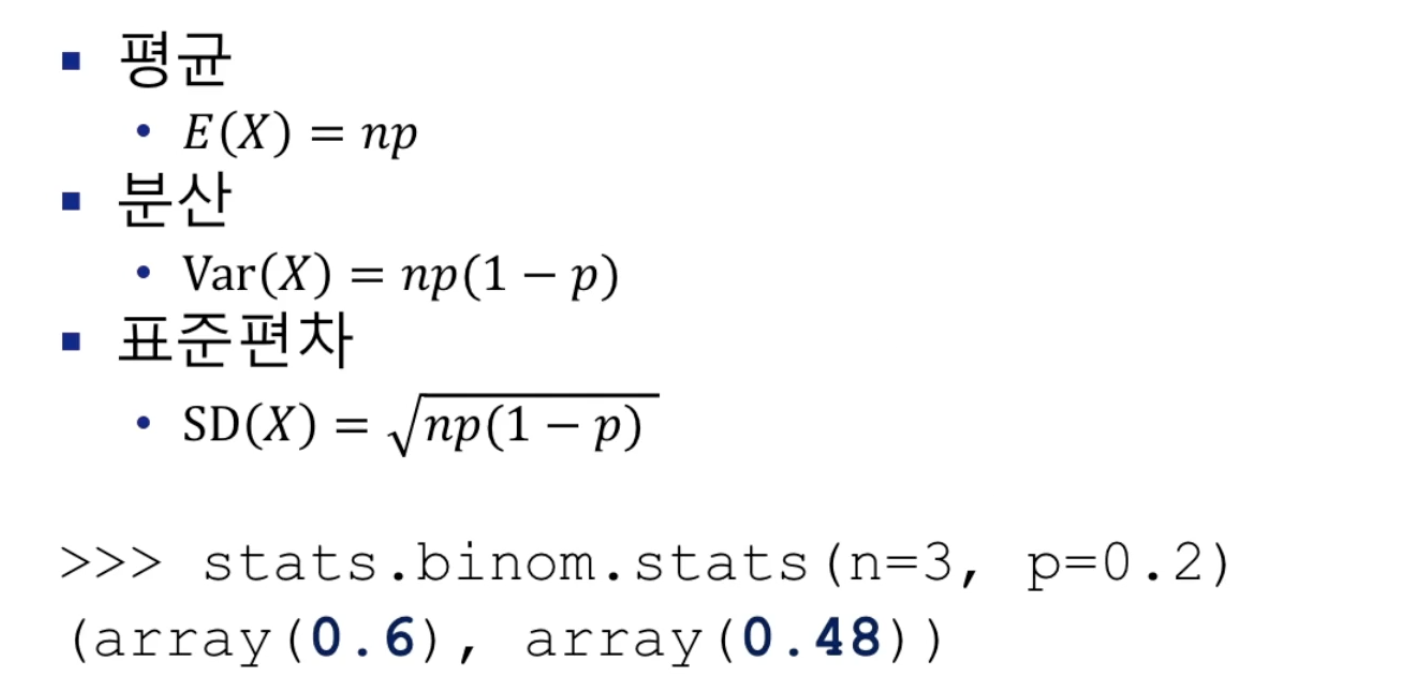 ▪ 평균
• E(X) = np
▪ 분산
• Var(X) = np(1 − p)
▪ 표준편차
• SD(X) = √np(1 − p)
>>> stats.binom.stats(n=3, p=0.2)
(array(0.6), array(0.48))